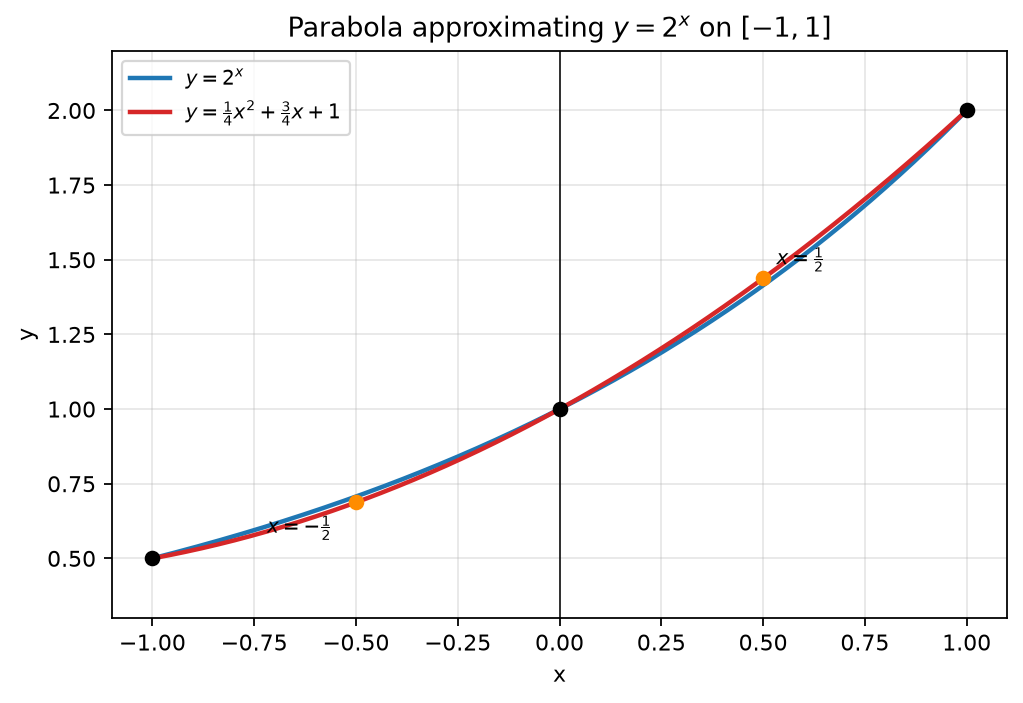 Parabola approximating y = 2ˣ on [−1, 1]
y = 2ˣ
y = ¼x² + ¾x + 1
2.00
1.75
1.50
1.25
1.00
0.75
0.50
y
x = ½
x = −½
−1.00 −0.75 −0.50 −0.25 0.00 0.25 0.50 0.75 1.00
x